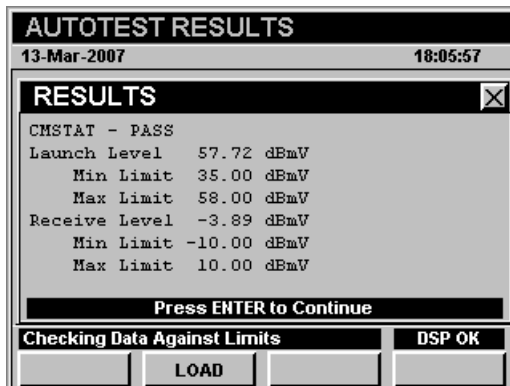 AUTOTEST RESULTS
13-Mar-2007 18:05:57
RESULTS
CMSTAT - PASS
Launch Level 57.72 dBmV
Min Limit 35.00 dBmV
Max Limit 58.00 dBmV
Receive Level -3.89 dBmV
Min Limit -10.00 dBmV
Max Limit 10.00 dBmV
Press ENTER to Continue
Checking Data Against Limits DSP OK
LOAD